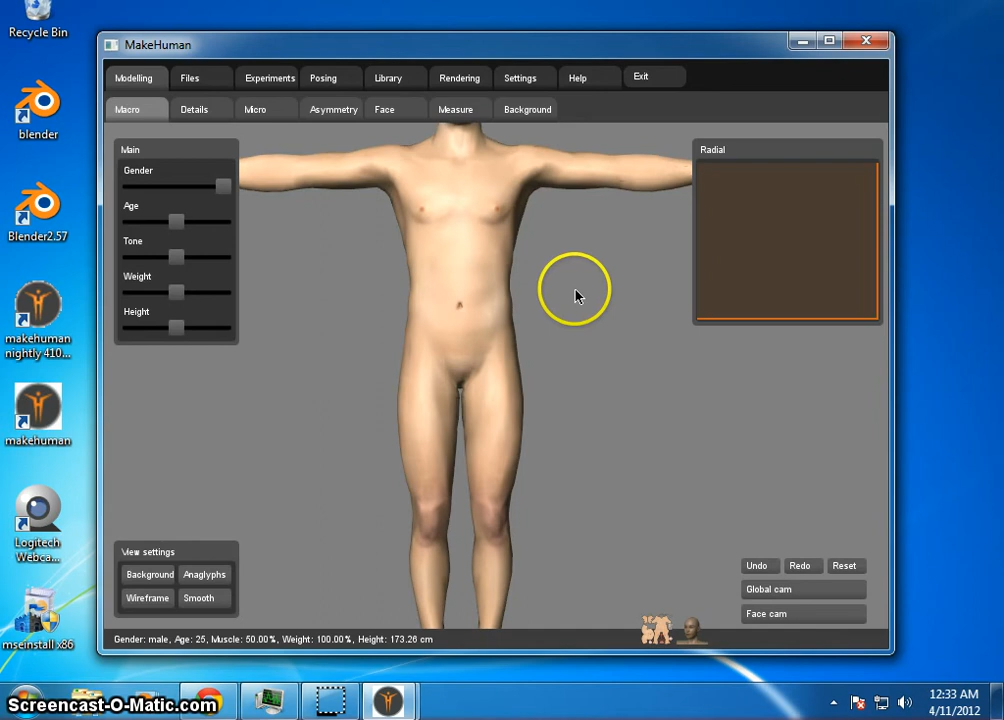 Recycle Bin
blender
Blender2.57
makehuman
nightly 410...
makehuman
Logitech
Webca...
mseinstall x86
MakeHuman
Modelling Files Experiments Posing Library Rendering Settings Help Exit
Macro Details Micro Asymmetry Face Measure Background
Main
Gender
Age
Tone
Weight
Height
Radial
View settings
Background Anaglyphs
Wireframe Smooth
Undo Redo Reset
Global cam
Face cam
Gender: male, Age: 25, Muscle: 50.00%, Weight: 100.00%, Height: 173.26 cm
Screencast-O-Matic.com
12:33 AM
4/11/2012